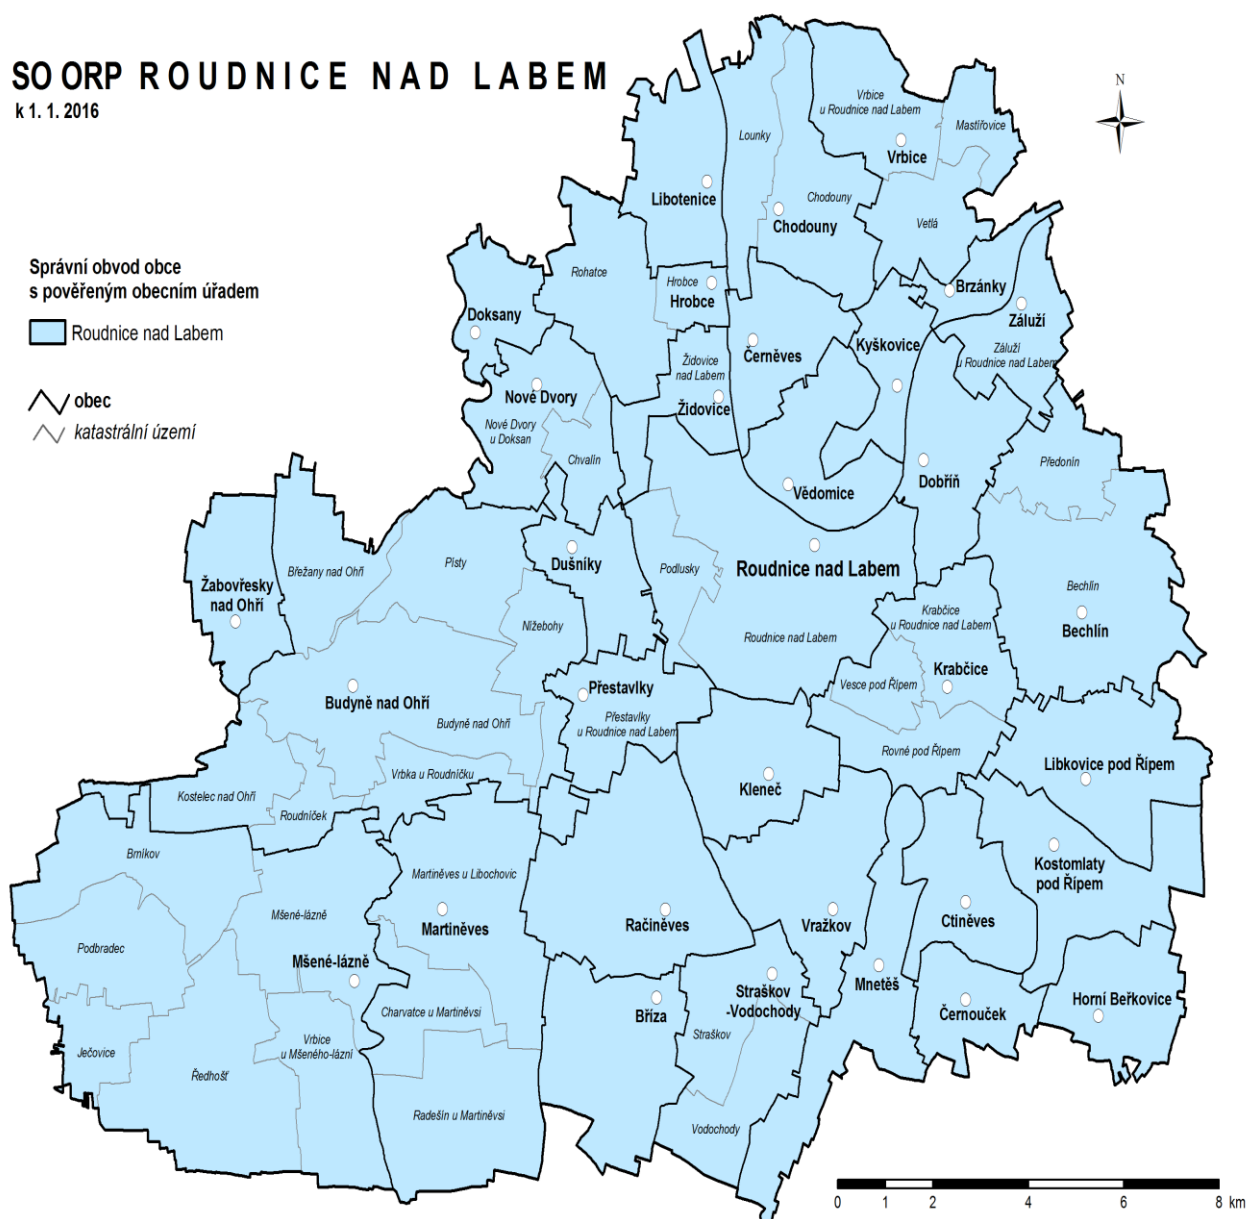 SO ORP ROUDNICE NAD LABEM
k 1. 1. 2016
N
Správní obvod obce
s pověřeným obecním úřadem
Roudnice nad Labem
obec
katastrální území
Vrbice
u Roudnice nad Labem
Mastířovice
Lounky
Vrbice
Libotenice
Chodouny
Chodouny
Vetlá
Rohatce
Hrobce
Hrobce
Brzánky
Záluží
Doksany
Černěves
Kyškovice
Záluží
u Roudnice nad Labem
Židovice
nad Labem
Židovice
Nové Dvory
Nové Dvory
u Doksan
Chvalín
Předonín
Dobříň
Vědomice
Písty
Břežany nad Ohří
Dušníky
Podlusky
Roudnice nad Labem
Žabovřesky
nad Ohří
Bechlín
Bechlín
Nížebohy
Roudnice nad Labem
Krabčice
u Roudnice nad Labem
Krabčice
Vesce pod Řípem
Přestavlky
Přestavlky
u Roudnice nad Labem
Budyně nad Ohří
Budyně nad Ohří
Rovné pod Řípem
Libkovice pod Řípem
Vrbka u Roudníčku
Kleneč
Kostelec nad Ohří
Roudníček
Brníkov
Kostomlaty
pod Řípem
Martiněves u Libochovic
Martiněves
Mšené-lázně
Mšené-lázně
Podbradec
Račiněves
Vražkov
Ctiněves
Mnetěš
Straškov
-Vodochody
Straškov
Bříza
Černouček
Horní Beřkovice
Charvatce u Martiněvsi
Vrbice
u Mšeného-lázní
Ječovice
Ředhošť
Radešín u Martiněvsi
Vodochody
0 1 2 4 6 8 km